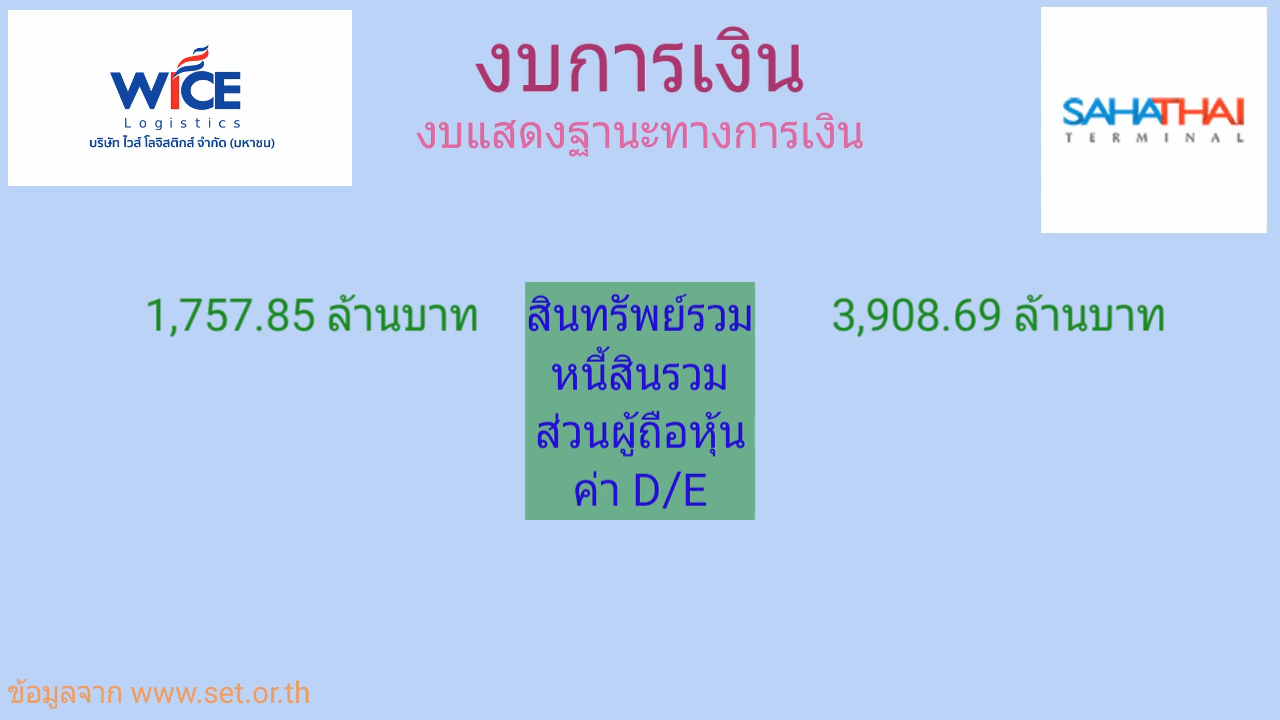 WICE
Logistics
บริษัท ไวส์ โลจิสติกส์ จำกัด (มหาชน)
งบการเงิน
งบแสดงฐานะทางการเงิน
SAHATHAI
TERMINAL
1,757.85 ล้านบาท
สินทรัพย์รวม
3,908.69 ล้านบาท
หนี้สินรวม
ส่วนผู้ถือหุ้น
ค่า D/E
ข้อมูลจาก www.set.or.th